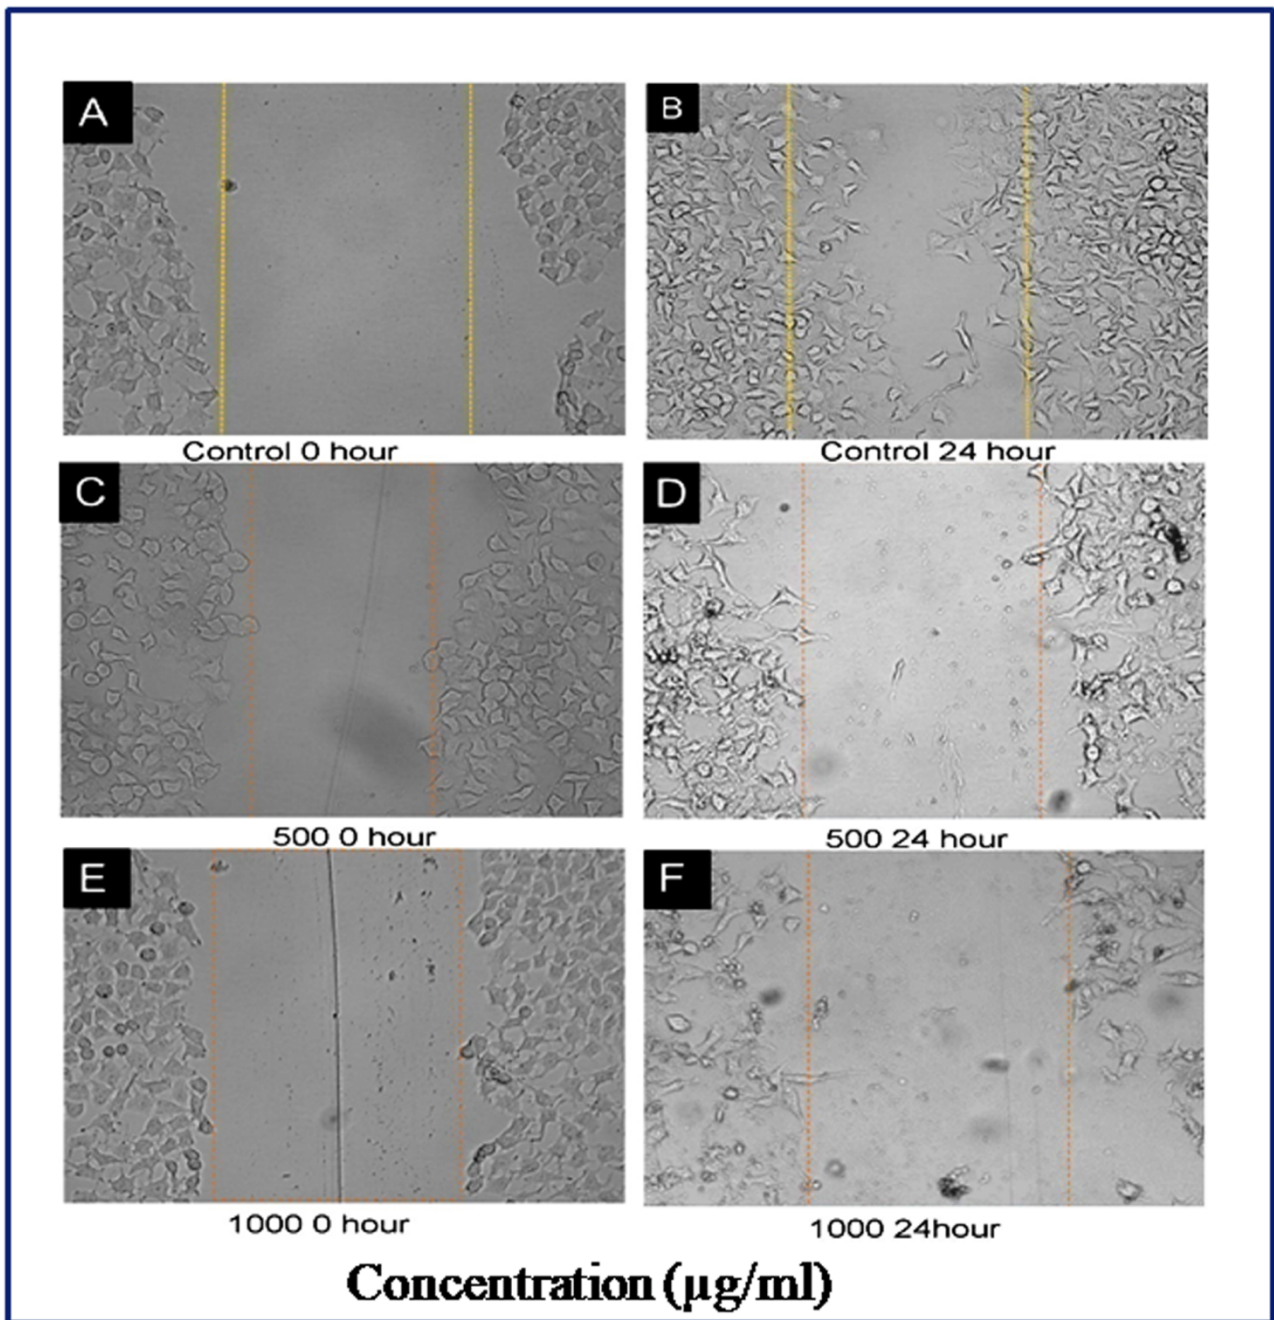 A
B
Control 0 hour
Control 24 hour
C
D
500 0 hour
500 24 hour
E
F
1000 0 hour
1000 24hour
Concentration (µg/ml)